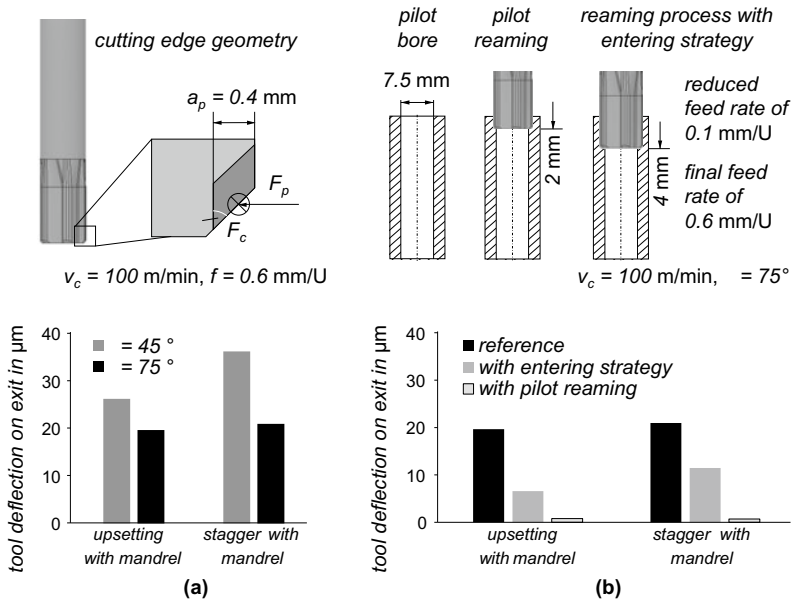 cutting edge geometry
a_p = 0.4 mm
F_p
F_c
v_c = 100 m/min, f = 0.6 mm/U
pilot
bore
pilot
reaming
reaming process with
entering strategy
7.5 mm
2 mm
4 mm
reduced
feed rate of
0.1 mm/U
final feed
rate of
0.6 mm/U
v_c = 100 m/min, = 75°
tool deflection on exit in µm
40
30
20
10
0
= 45 °
= 75 °
upsetting
with mandrel
stagger with
mandrel
(a)
tool deflection on exit in µm
40
30
20
10
0
reference
with entering strategy
with pilot reaming
upsetting
with mandrel
stagger with
mandrel
(b)